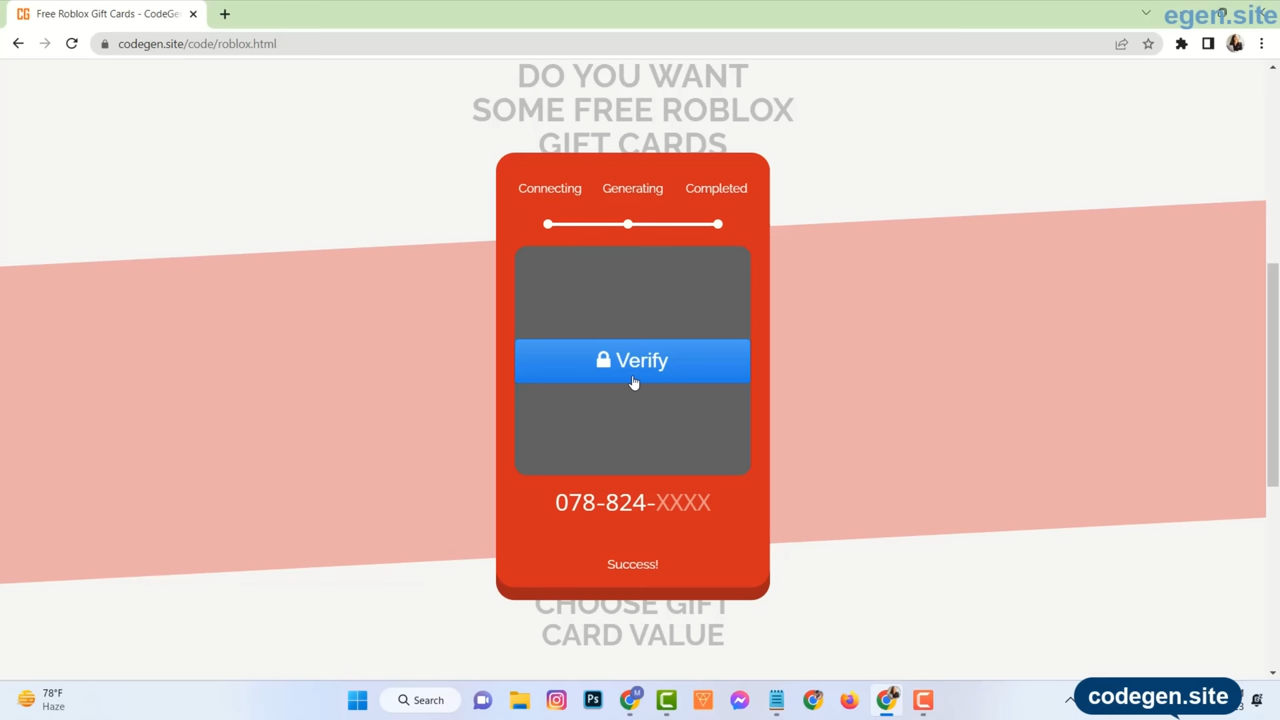 Free Roblox Gift Cards - CodeGe
egen.site
codegen.site/code/roblox.html
DO YOU WANT
SOME FREE ROBLOX
GIFT CARDS
Connecting Generating Completed
Verify
078-824-XXXX
Success!
CHOOSE GIFT
CARD VALUE
78°F
Haze
Search
codegen.site